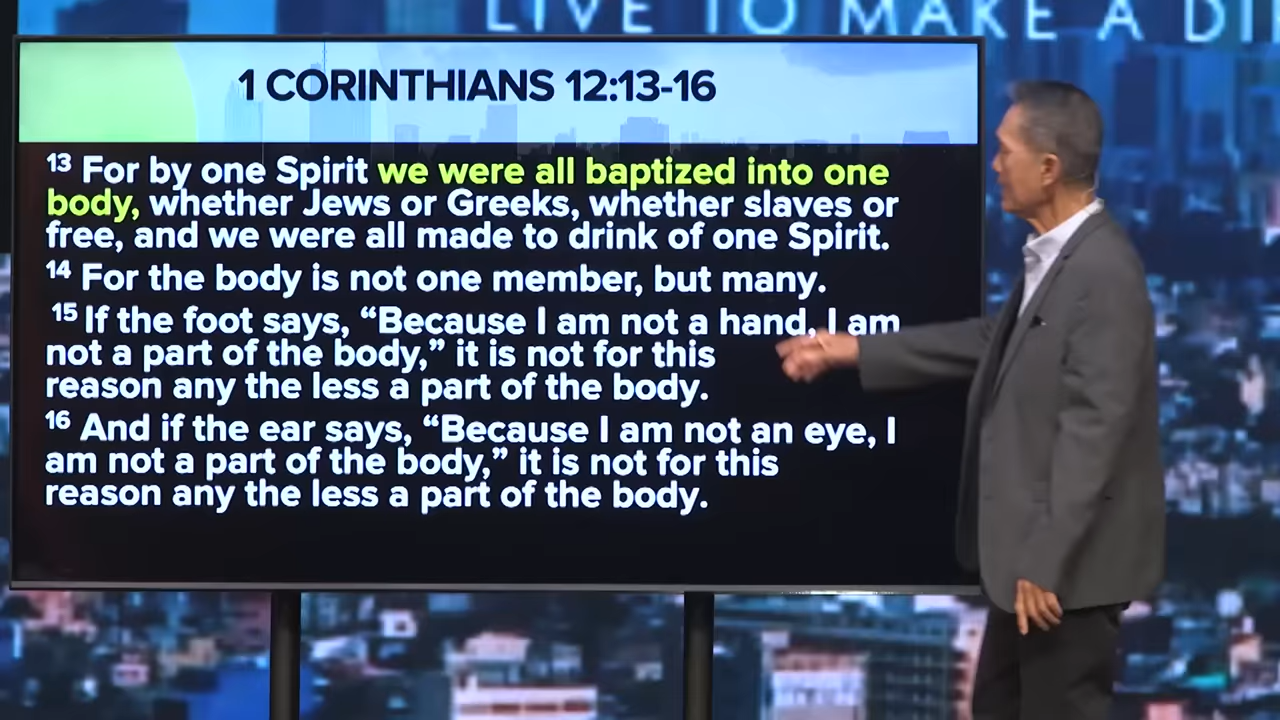 LIVE TO MAKE A DI
1 CORINTHIANS 12:13-16
13 For by one Spirit we were all baptized into one
body, whether Jews or Greeks, whether slaves or
free, and we were all made to drink of one Spirit.
14 For the body is not one member, but many.
15 If the foot says, “Because I am not a hand, I am
not a part of the body,” it is not for this
reason any the less a part of the body.
16 And if the ear says, “Because I am not an eye, I
am not a part of the body,” it is not for this
reason any the less a part of the body.